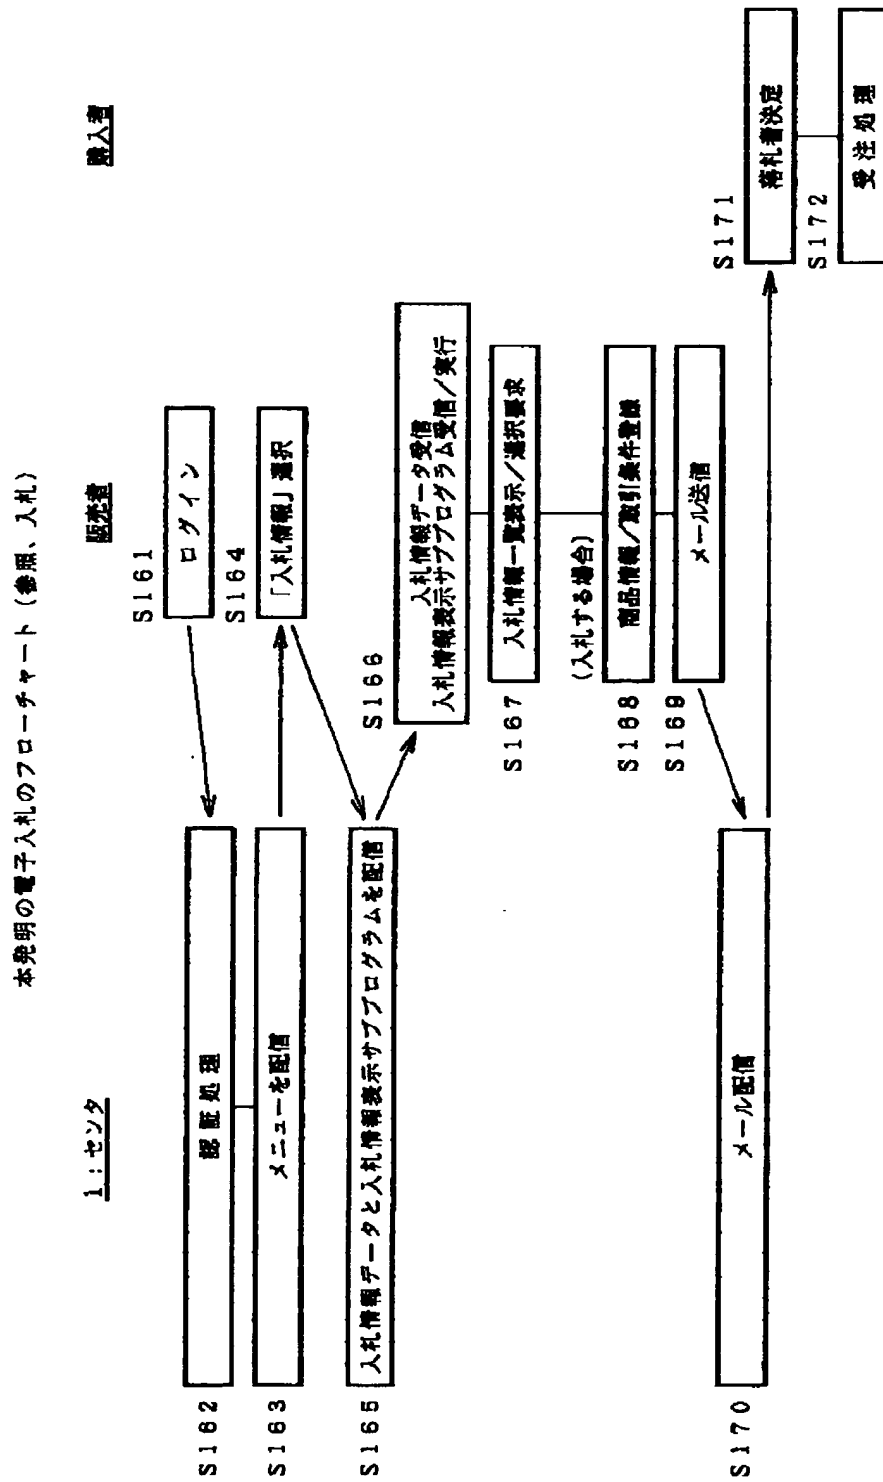 本発明の電子入札のフローチャート(参照、入札)
1:センタ
販売者
購入者
S161
ログイン
S162
認証処理
S163
メニューを配信
S164
「入札情報」選択
S165
入札情報データと入札情報表示サブプログラムを配信
S166
入札情報データ受信
入札情報表示サブプログラム受信/実行
S167
入札情報一覧表示/選択要求
(入札する場合)
S168
商品情報/取引条件登録
S169
メール送信
S170
メール配信
S171
落札者決定
S172
受注処理